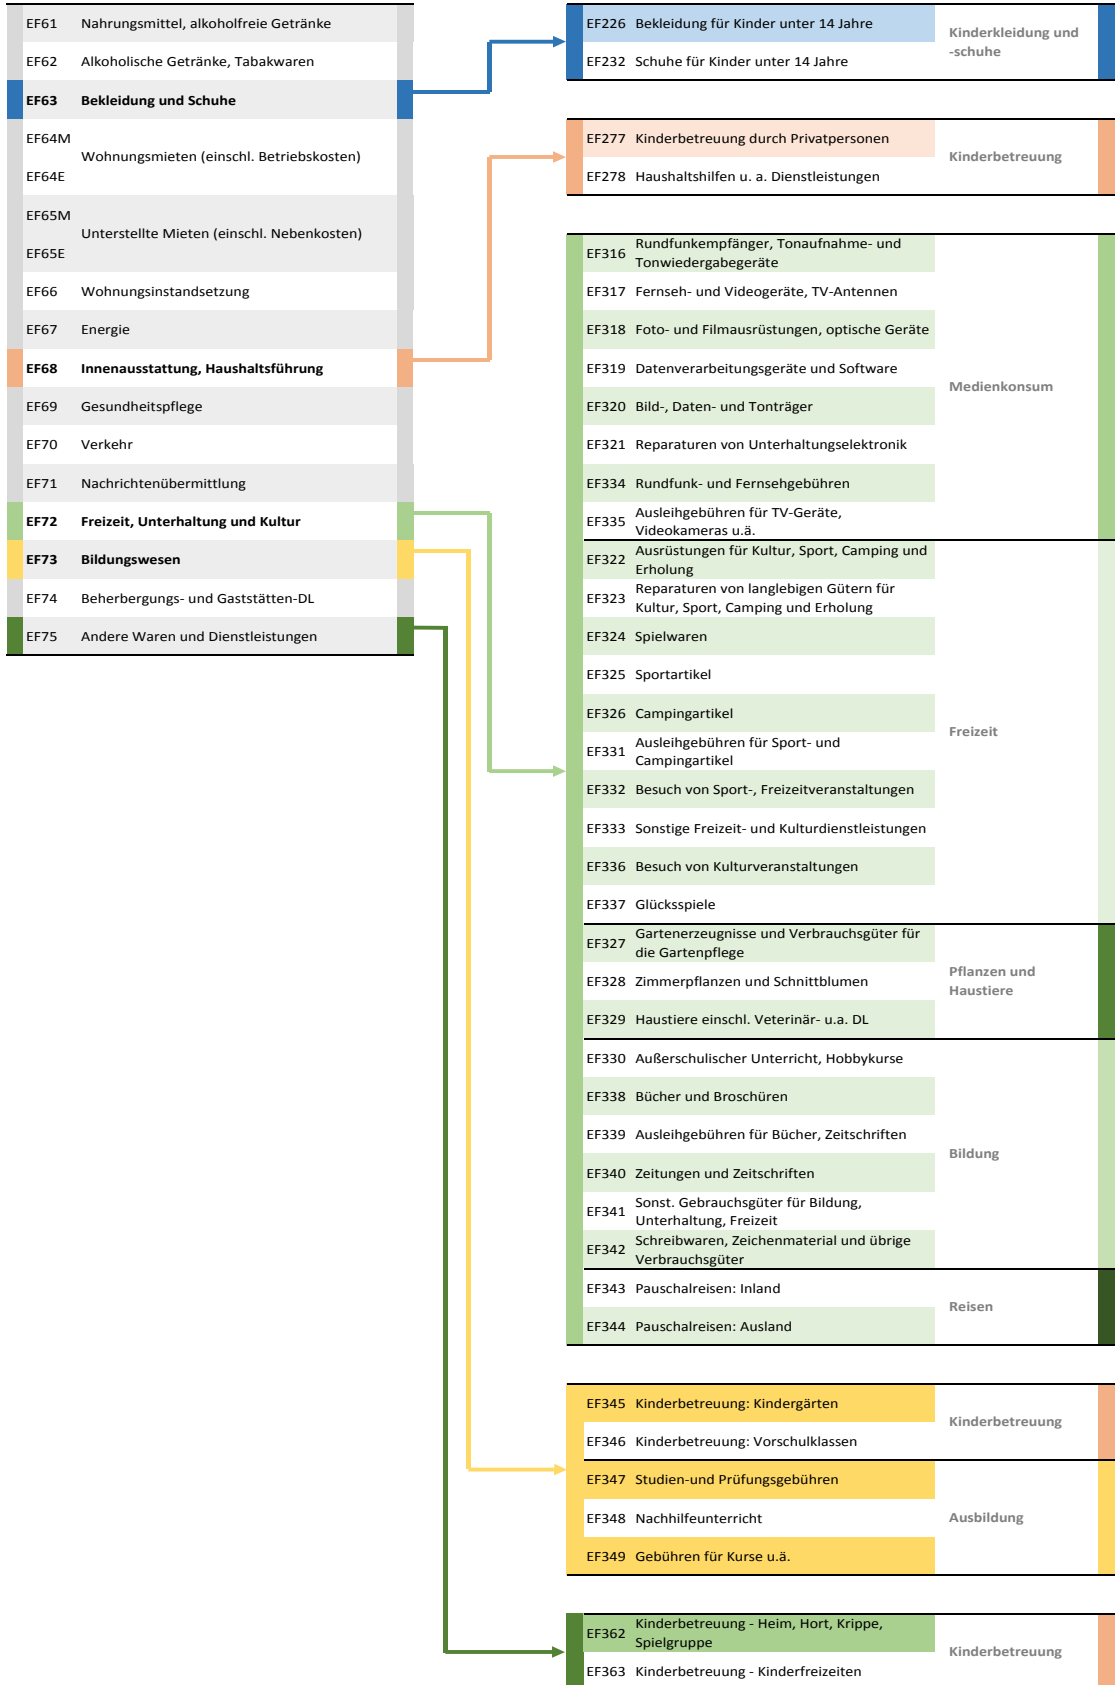 EF61 Nahrungsmittel, alkoholfreie Getränke
EF62 Alkoholische Getränke, Tabakwaren
EF63 Bekleidung und Schuhe
EF64M
Wohnungsmieten (einschl. Betriebskosten)
EF64E
EF65M
Unterstellte Mieten (einschl. Nebenkosten)
EF65E
EF66 Wohnungsinstandsetzung
EF67 Energie
EF68 Innenausstattung, Haushaltsführung
EF69 Gesundheitspflege
EF70 Verkehr
EF71 Nachrichtenübermittlung
EF72 Freizeit, Unterhaltung und Kultur
EF73 Bildungswesen
EF74 Beherbergungs- und Gaststätten-DL
EF75 Andere Waren und Dienstleistungen
EF226 Bekleidung für Kinder unter 14 Jahre
EF232 Schuhe für Kinder unter 14 Jahre
Kinderkleidung und
-schuhe
EF277 Kinderbetreuung durch Privatpersonen
EF278 Haushaltshilfen u. a. Dienstleistungen
Kinderbetreuung
EF316 Rundfunkempfänger, Tonaufnahme- und
Tonwiedergabegeräte
EF317 Fernseh- und Videogeräte, TV-Antennen
EF318 Foto- und Filmausrüstungen, optische Geräte
EF319 Datenverarbeitungsgeräte und Software
EF320 Bild-, Daten- und Tonträger
EF321 Reparaturen von Unterhaltungselektronik
EF334 Rundfunk- und Fernsehgebühren
EF335 Ausleihgebühren für TV-Geräte,
Videokameras u.ä.
Medienkonsum
EF322 Ausrüstungen für Kultur, Sport, Camping und
Erholung
EF323 Reparaturen von langlebigen Gütern für
Kultur, Sport, Camping und Erholung
EF324 Spielwaren
EF325 Sportartikel
EF326 Campingartikel
EF331 Ausleihgebühren für Sport- und
Campingartikel
EF332 Besuch von Sport-, Freizeitveranstaltungen
EF333 Sonstige Freizeit- und Kulturdienstleistungen
EF336 Besuch von Kulturveranstaltungen
EF337 Glücksspiele
Freizeit
EF327 Gartenerzeugnisse und Verbrauchsgüter für
die Gartenpflege
EF328 Zimmerpflanzen und Schnittblumen
EF329 Haustiere einschl. Veterinär- u.a. DL
Pflanzen und
Haustiere
EF330 Außerschulischer Unterricht, Hobbykurse
EF338 Bücher und Broschüren
EF339 Ausleihgebühren für Bücher, Zeitschriften
EF340 Zeitungen und Zeitschriften
EF341 Sonst. Gebrauchsgüter für Bildung,
Unterhaltung, Freizeit
EF342 Schreibwaren, Zeichenmaterial und übrige
Verbrauchsgüter
Bildung
EF343 Pauschalreisen: Inland
EF344 Pauschalreisen: Ausland
Reisen
EF345 Kinderbetreuung: Kindergärten
EF346 Kinderbetreuung: Vorschulklassen
Kinderbetreuung
EF347 Studien-und Prüfungsgebühren
EF348 Nachhilfeunterricht
EF349 Gebühren für Kurse u.ä.
Ausbildung
EF362 Kinderbetreuung - Heim, Hort, Krippe,
Spielgruppe
EF363 Kinderbetreuung - Kinderfreizeiten
Kinderbetreuung